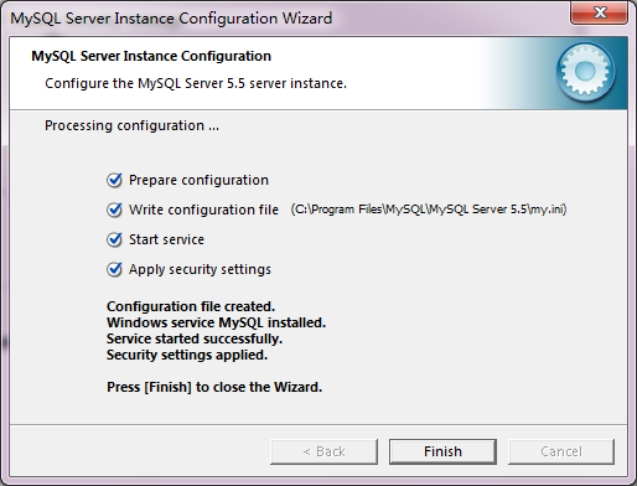 MySQL Server Instance Configuration Wizard
MySQL Server Instance Configuration
Configure the MySQL Server 5.5 server instance.
Processing configuration ...
Prepare configuration
Write configuration file (C:\Program Files\MySQL\MySQL Server 5.5\my.ini)
Start service
Apply security settings
Configuration file created.
Windows service MySQL installed.
Service started successfully.
Security settings applied.
Press [Finish] to close the Wizard.
< Back Finish Cancel